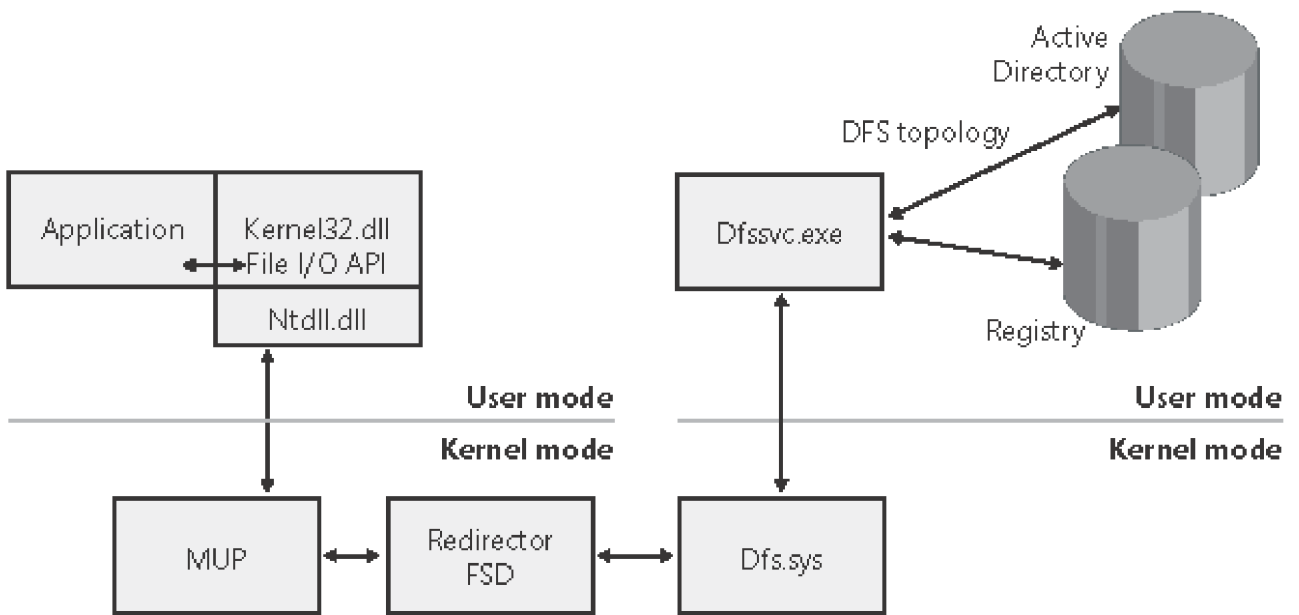 Active
Directory
DFS topology
Application
Kernel32.dll
File I/O API
Ntdll.dll
Dfssvc.exe
Registry
User mode
Kernel mode
User mode
Kernel mode
MUP
Redirector
FSD
Dfs.sys